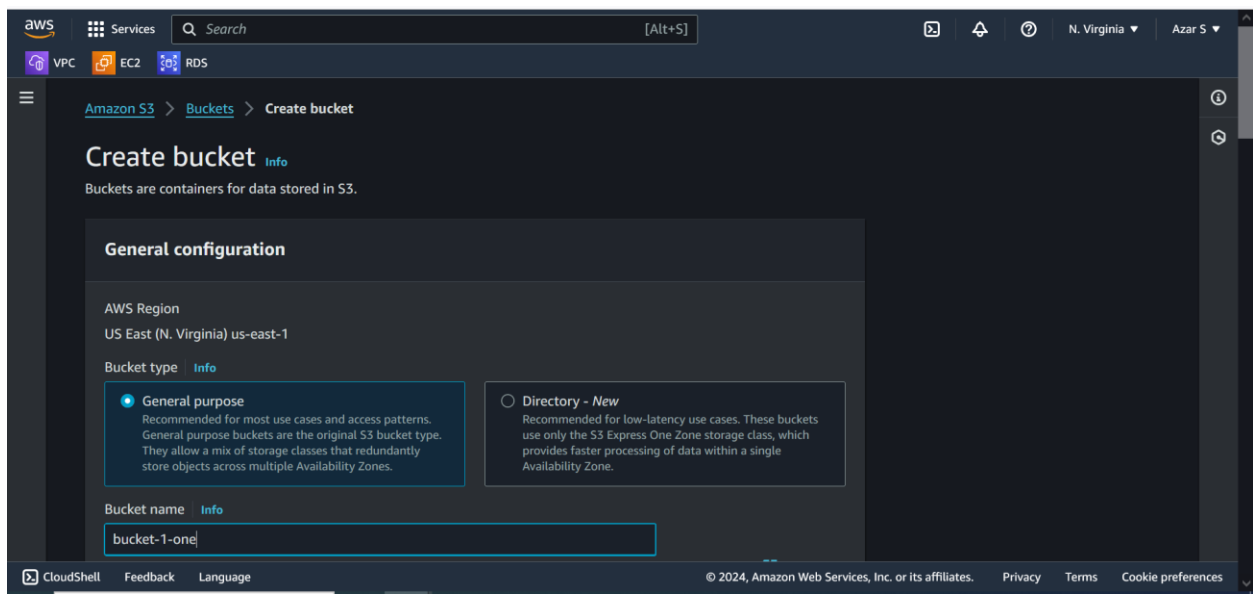 aws Services Search [Alt+S] N. Virginia Azar S
VPC EC2 RDS
Amazon S3 > Buckets > Create bucket
Create bucket Info
Buckets are containers for data stored in S3.
General configuration
AWS Region
US East (N. Virginia) us-east-1
Bucket type Info
General purpose
Recommended for most use cases and access patterns.
General purpose buckets are the original S3 bucket type.
They allow a mix of storage classes that redundantly
store objects across multiple Availability Zones.
Directory - New
Recommended for low-latency use cases. These buckets
use only the S3 Express One Zone storage class, which
provides faster processing of data within a single
Availability Zone.
Bucket name Info
bucket-1-one
CloudShell Feedback Language © 2024, Amazon Web Services, Inc. or its affiliates. Privacy Terms Cookie preferences